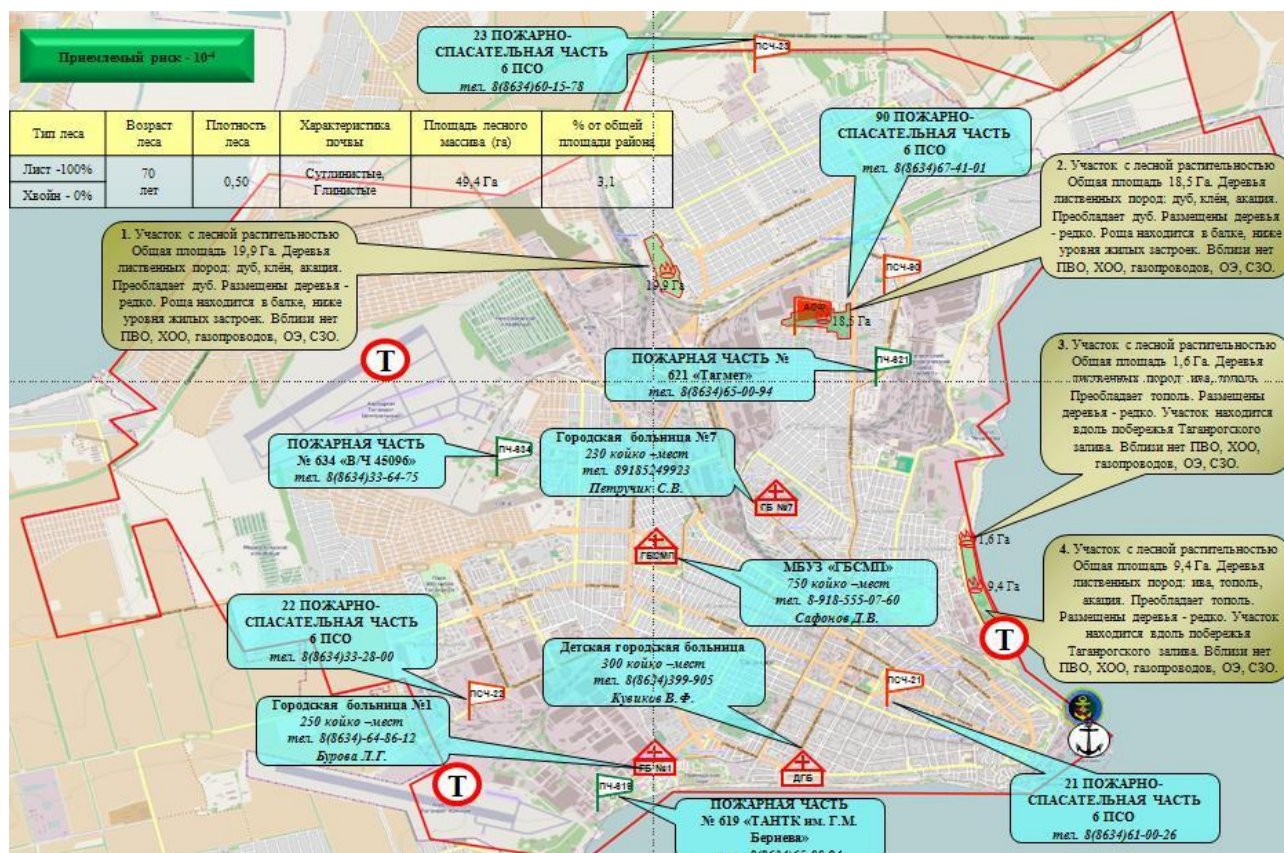 Приемлемый риск - 10⁻⁴
Тип леса
Возраст леса
Плотность леса
Характеристика почвы
Площадь лесного массива (га)
% от общей площади района
Лист -100%
Хвойн - 0%
70 лет
0,50
Суглинистые, Глинистые
49,4 Га
3,1
23 ПОЖАРНО-
СПАСАТЕЛЬНАЯ ЧАСТЬ
6 ПСО
тел. 8(8634)60-15-78
ПСЧ-23
90 ПОЖАРНО-
СПАСАТЕЛЬНАЯ ЧАСТЬ
6 ПСО
тел. 8(8634)67-41-01
ПСЧ-90
1. Участок с лесной растительностью
Общая площадь 19,9 Га. Деревья
лиственных пород: дуб, клён, акация.
Преобладает дуб. Размещены деревья -
редко. Роща находится в балке, ниже
уровня жилых застроек. Вблизи нет
ПВО, ХОО, газопроводов, ОЭ, СЗО.
19,9 Га
2. Участок с лесной растительностью
Общая площадь 18,5 Га. Деревья
лиственных пород: дуб, клён, акация.
Преобладает дуб. Размещены деревья
- редко. Роща находится в балке, ниже
уровня жилых застроек. Вблизи нет
ПВО, ХОО, газопроводов, ОЭ, СЗО.
18,5 Га
3. Участок с лесной растительностью
Общая площадь 1,6 Га. Деревья
лиственных пород: ива, тополь.
Преобладает тополь. Размещены
деревья - редко. Участок находится
вдоль побережья Таганрогского
залива. Вблизи нет ПВО, ХОО,
газопроводов, ОЭ, СЗО.
1,6 Га
4. Участок с лесной растительностью
Общая площадь 9,4 Га. Деревья
лиственных пород: ива, тополь,
акация. Преобладает тополь.
Размещены деревья - редко. Участок
находится вдоль побережья
Таганрогского залива. Вблизи нет
ПВО, ХОО, газопроводов, ОЭ, СЗО.
9,4 Га
Т
Т
Т
ПОЖАРНАЯ ЧАСТЬ №
621 «Тагмет»
тел. 8(8634)65-00-94
ПЧ-621
ПОЖАРНАЯ ЧАСТЬ
№ 634 «В/Ч 45096»
тел. 8(8634)33-64-75
ПЧ-634
Городская больница №7
230 койко –мест
тел. 89185249923
Петручик С.В.
ГБ №7
ГБСМП
МБУЗ «ГБСМП»
750 койко –мест
тел. 8-918-555-07-60
Сафонов Д.В.
22 ПОЖАРНО-
СПАСАТЕЛЬНАЯ ЧАСТЬ
6 ПСО
тел. 8(8634)33-28-00
ПСЧ-22
Детская городская больница
300 койко –мест
тел. 8(8634)399-905
Кувиков В.Ф.
ДГБ
ПСЧ-21
Городская больница №1
250 койко –мест
тел. 8(8634)-64-86-12
Бурова Л.Г.
ГБ №1
ПЧ-619
ПОЖАРНАЯ ЧАСТЬ
№ 619 «ТАНТК им. Г.М.
Бериева»
21 ПОЖАРНО-
СПАСАТЕЛЬНАЯ ЧАСТЬ
6 ПСО
тел. 8(8634)61-00-26